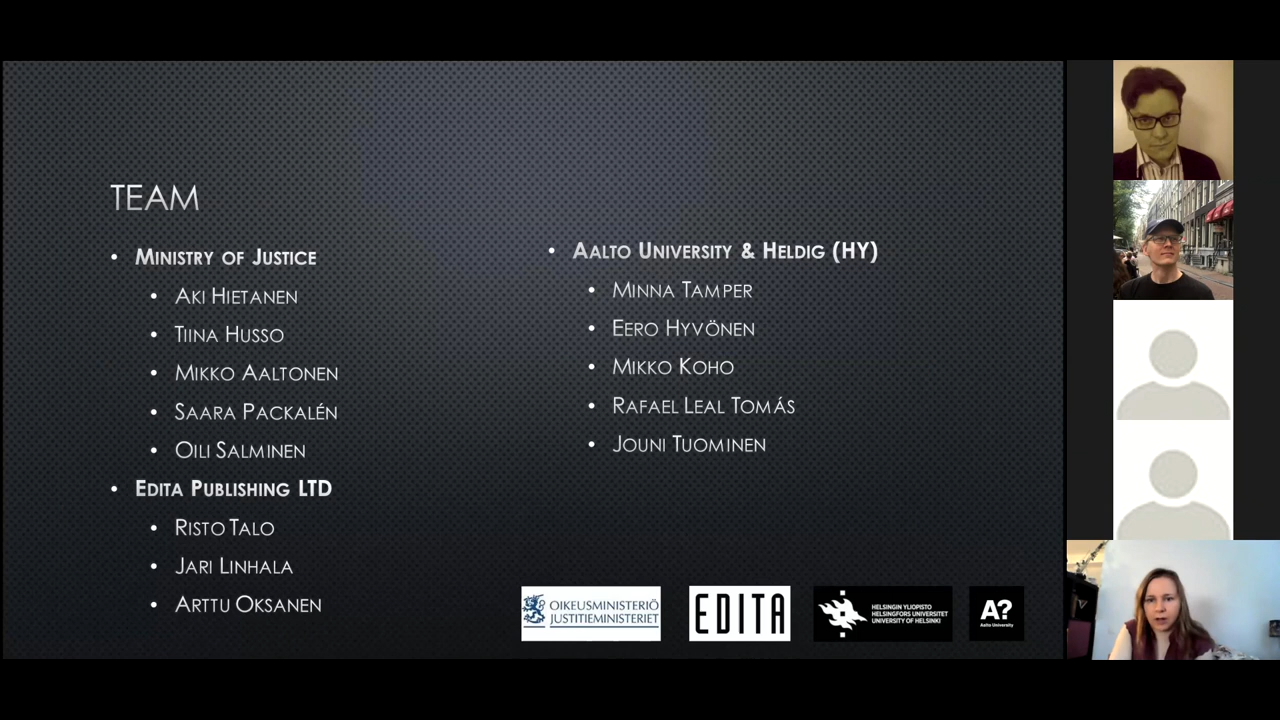 TEAM
• MINISTRY OF JUSTICE
• AKI HIETANEN
• TIINA HUSSO
• MIKKO AALTONEN
• SAARA PACKALÉN
• OILI SALMINEN
• EDITA PUBLISHING LTD
• RISTO TALO
• JARI LINHALA
• ARTTU OKSANEN
• AALTO UNIVERSITY & HELDIG (HY)
• MINNA TAMPER
• EERO HYVÖNEN
• MIKKO KOHO
• RAFAEL LEAL TOMÁS
• JOUNI TUOMINEN
OIKEUSMINISTERIÖ
JUSTITIEMINISTERIET
EDITA
HELSINGIN YLIOPISTO
HELSINGFORS UNIVERSITET
UNIVERSITY OF HELSINKI
A?
Aalto University